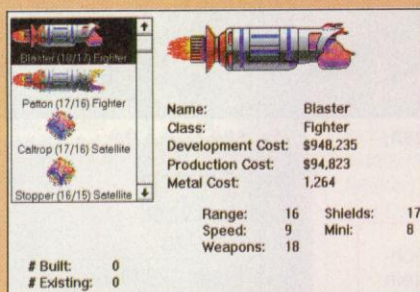 Blaster (18/17) Fighter
Patton (17/16) Fighter
Caltrop (17/16) Satellite
Stopper (16/15) Satellite
Name: Blaster
Class: Fighter
Development Cost: $948,235
Production Cost: $94,823
Metal Cost: 1,264
Range: 16 Shields: 17
Speed: 9 Mini: 8
Weapons: 18
# Built: 0
# Existing: 0